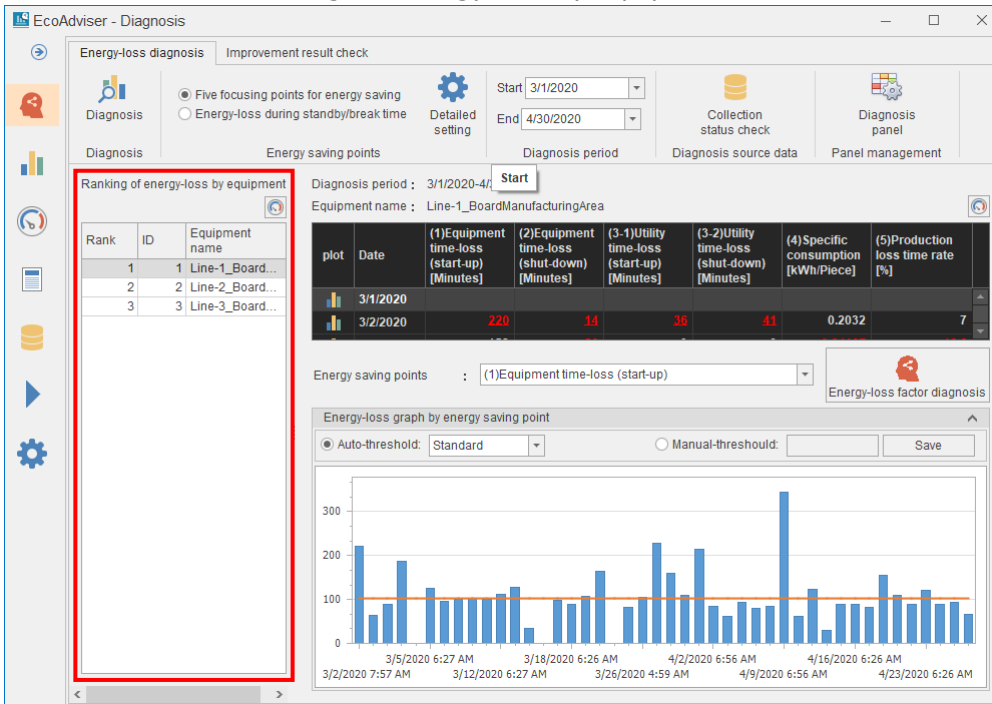 EcoAdviser - Diagnosis
Energy-loss diagnosis Improvement result check
Diagnosis
Five focusing points for energy saving
Energy-loss during standby/break time
Detailed setting
Start 3/1/2020
End 4/30/2020
Collection status check
Diagnosis panel
Diagnosis Energy saving points Diagnosis period Diagnosis source data Panel management
Start
Ranking of energy-loss by equipment
Rank ID Equipment name
1 1 Line-1_Board...
2 2 Line-2_Board...
3 3 Line-3_Board...
Diagnosis period : 3/1/2020-4/
Equipment name : Line-1_BoardManufacturingArea
plot Date (1)Equipment time-loss (start-up) [Minutes] (2)Equipment time-loss (shut-down) [Minutes] (3-1)Utility time-loss (start-up) [Minutes] (3-2)Utility time-loss (shut-down) [Minutes] (4)Specific consumption [kWh/Piece] (5)Production loss time rate [%]
3/1/2020
3/2/2020 220 14 36 41 0.2032 7
Energy saving points : (1)Equipment time-loss (start-up)
Energy-loss factor diagnosis
Energy-loss graph by energy saving point
Auto-threshold: Standard Manual-threshould: Save
300
200
100
0
3/5/2020 6:27 AM 3/18/2020 6:26 AM 4/2/2020 6:56 AM 4/16/2020 6:26 AM
3/2/2020 7:57 AM 3/12/2020 6:27 AM 3/26/2020 4:59 AM 4/9/2020 6:56 AM 4/23/2020 6:26 AM